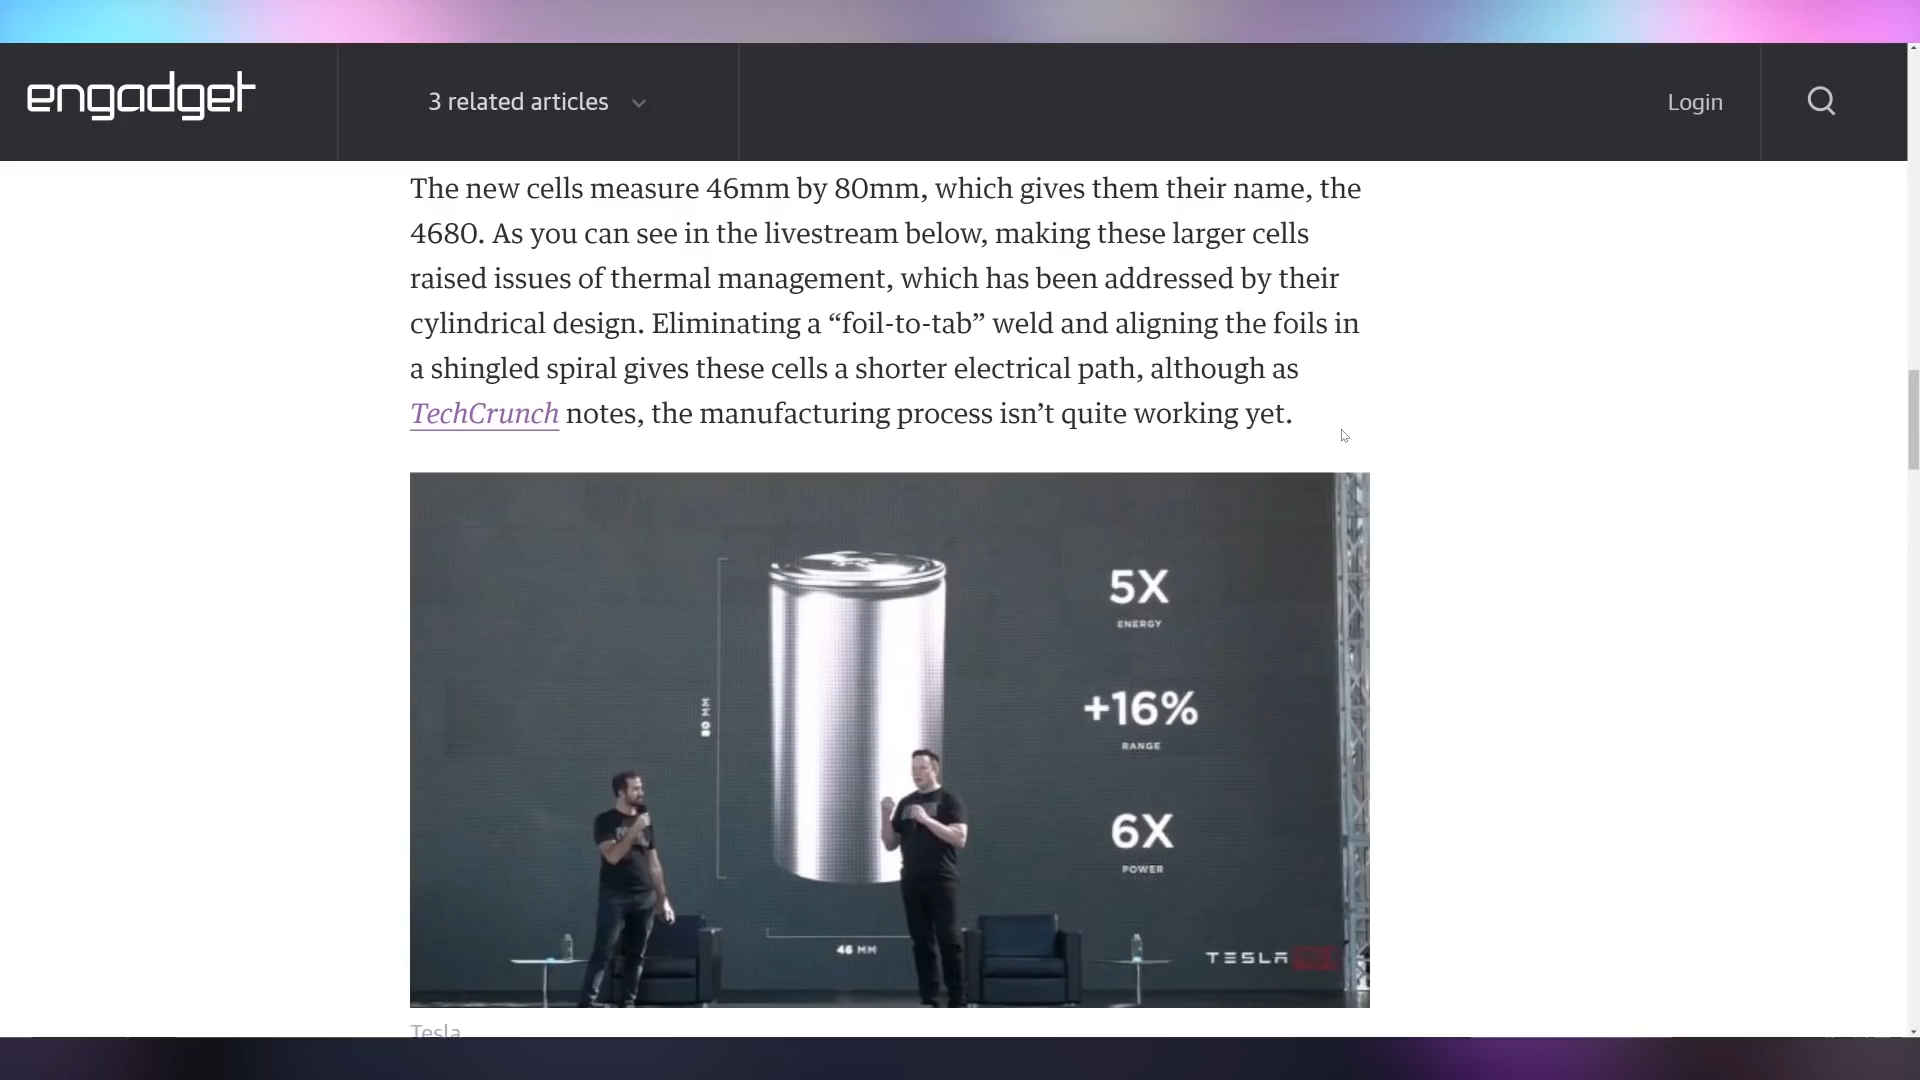 engadget
3 related articles
Login
The new cells measure 46mm by 80mm, which gives them their name, the
4680. As you can see in the livestream below, making these larger cells
raised issues of thermal management, which has been addressed by their
cylindrical design. Eliminating a “foil-to-tab” weld and aligning the foils in
a shingled spiral gives these cells a shorter electrical path, although as
TechCrunch notes, the manufacturing process isn’t quite working yet.
5X
ENERGY
+16%
RANGE
80 MM
6X
POWER
46 MM
TESLA
Tesla